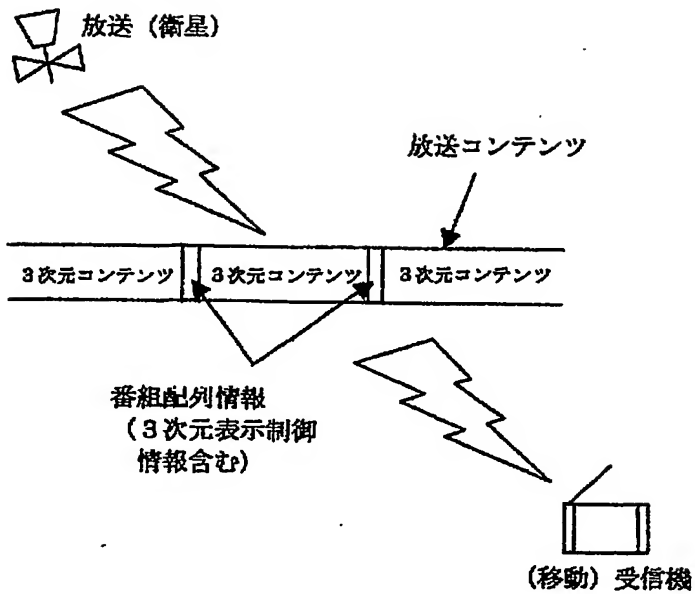 放送（衛星）
放送コンテンツ
３次元コンテンツ
３次元コンテンツ
３次元コンテンツ
番組配列情報
（３次元表示制御
情報含む）
（移動）受信機